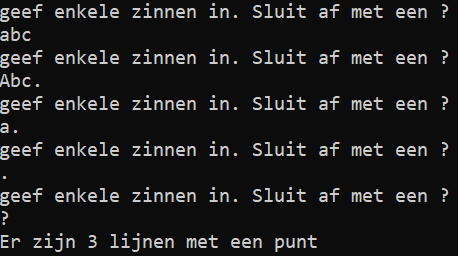 geef enkele zinnen in. Sluit af met een ?
abc
geef enkele zinnen in. Sluit af met een ?
Abc.
geef enkele zinnen in. Sluit af met een ?
a.
geef enkele zinnen in. Sluit af met een ?
.
geef enkele zinnen in. Sluit af met een ?
?
Er zijn 3 lijnen met een punt